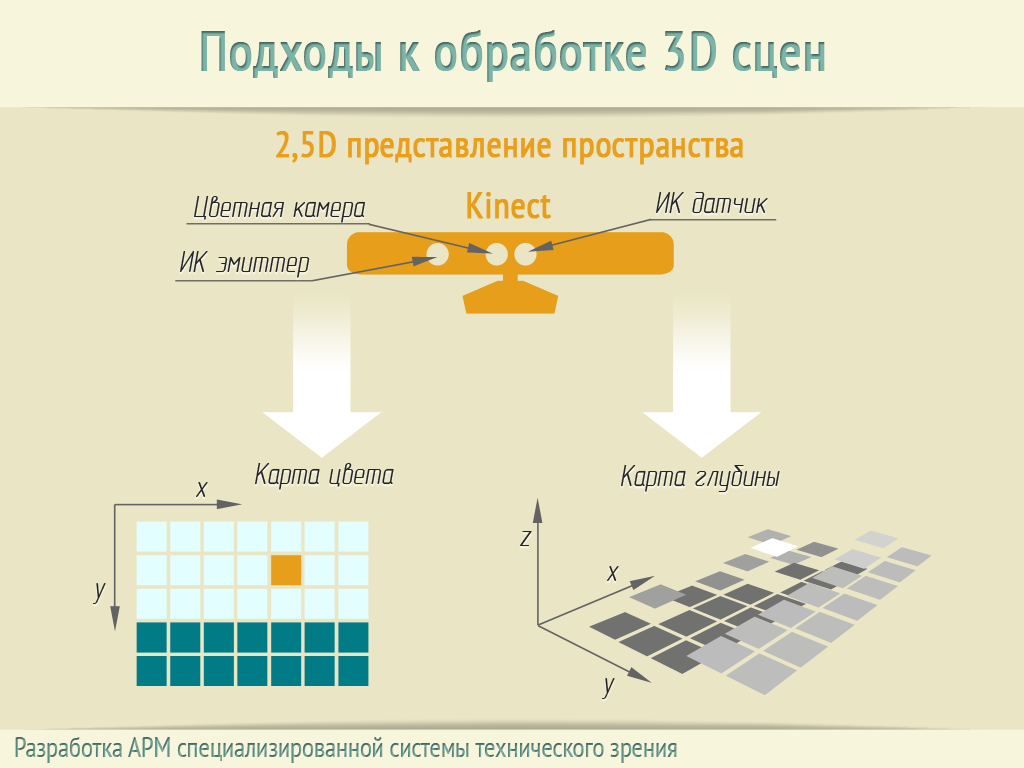 Подходы к обработке 3D сцен
2,5D представление пространства
Kinect
Цветная камера
ИК датчик
ИК эмиттер
Карта цвета
Карта глубины
x
y
z
x
y
Разработка АРМ специализированной системы технического зрения